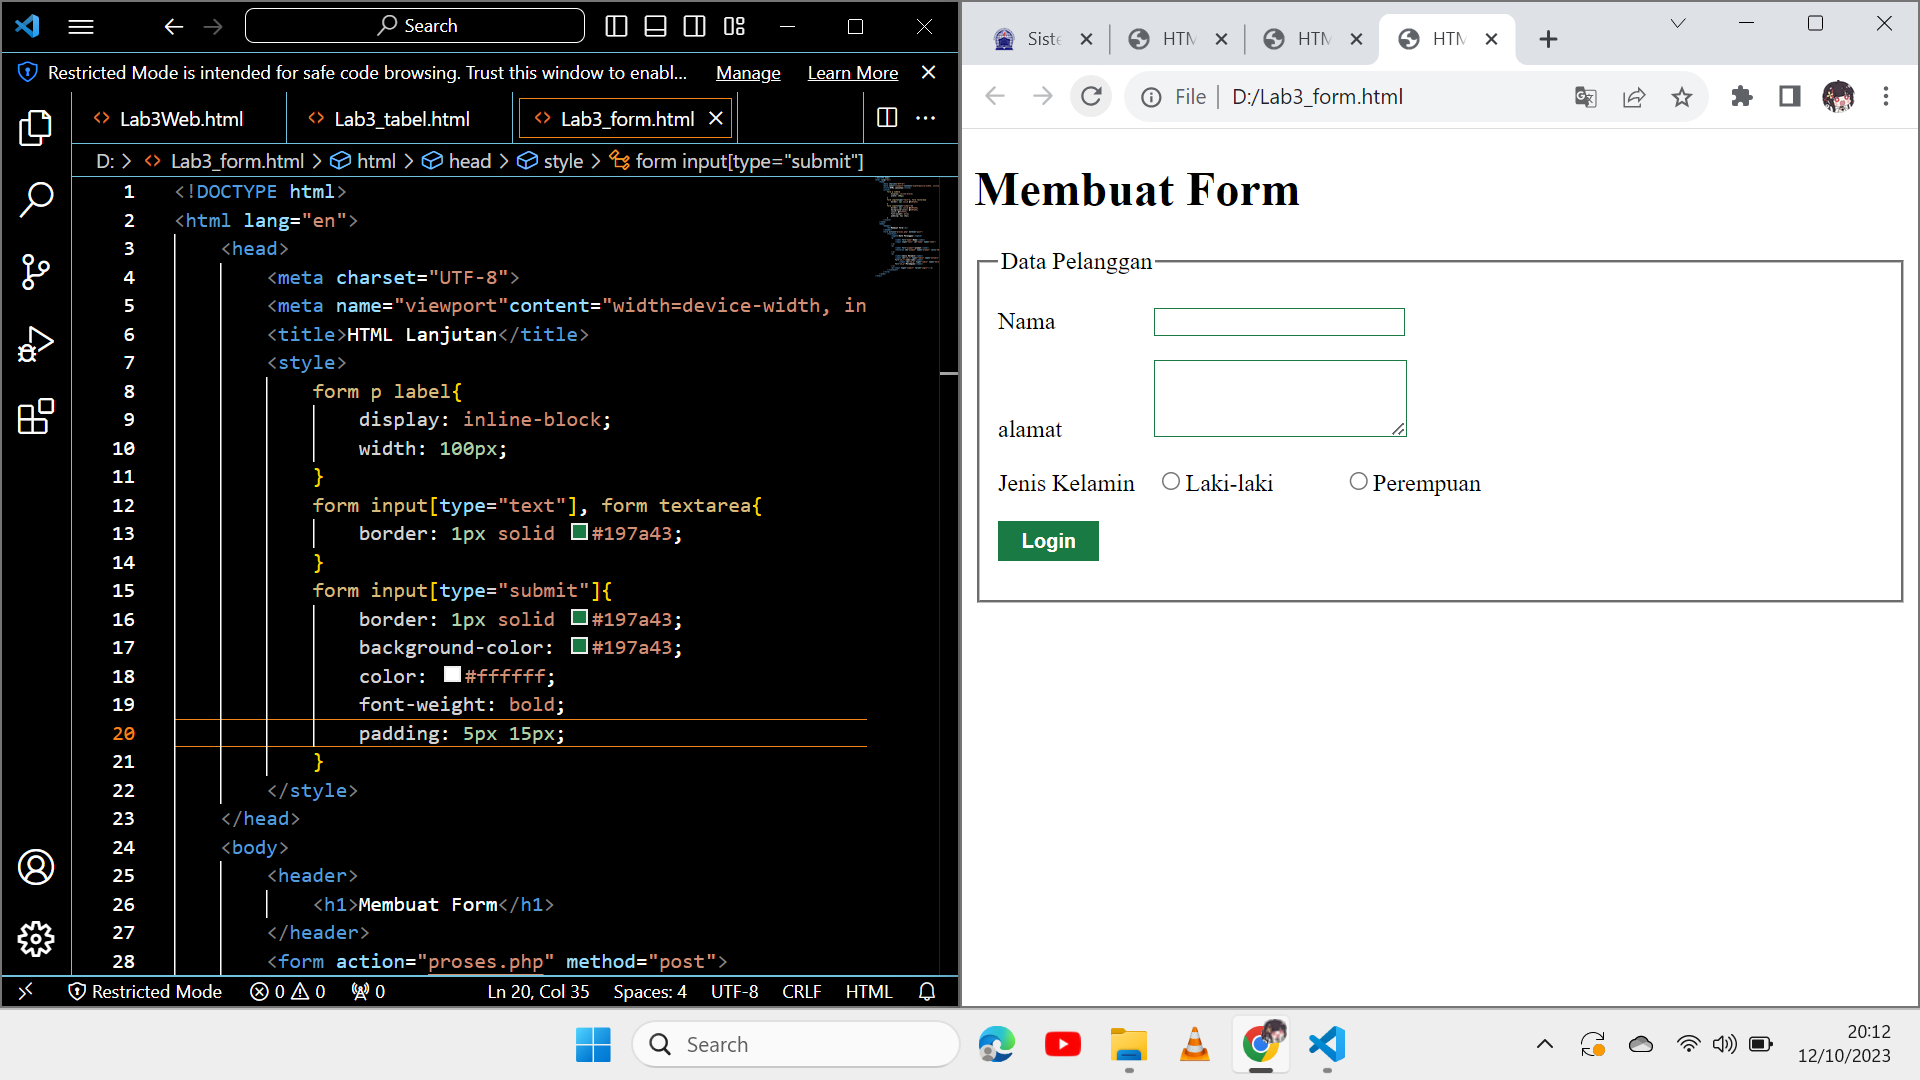 Search
Restricted Mode is intended for safe code browsing. Trust this window to enabl... Manage Learn More
Lab3Web.html Lab3_tabel.html Lab3_form.html
D: > Lab3_form.html > html > head > style > form input[type="submit"]
1 <!DOCTYPE html>
2 <html lang="en">
3 <head>
4 <meta charset="UTF-8">
5 <meta name="viewport"content="width=device-width, in
6 <title>HTML Lanjutan</title>
7 <style>
8 form p label{
9 display: inline-block;
10 width: 100px;
11 }
12 form input[type="text"], form textarea{
13 border: 1px solid #197a43;
14 }
15 form input[type="submit"]{
16 border: 1px solid #197a43;
17 background-color: #197a43;
18 color: #ffffff;
19 font-weight: bold;
20 padding: 5px 15px;
21 }
22 </style>
23 </head>
24 <body>
25 <header>
26 <h1>Membuat Form</h1>
27 </header>
28 <form action="proses.php" method="post">
Restricted Mode 0 0 0 Ln 20, Col 35 Spaces: 4 UTF-8 CRLF HTML
Siste HTM HTM HTM
File D:/Lab3_form.html
Membuat Form
Data Pelanggan
Nama
alamat
Jenis Kelamin Laki-laki Perempuan
Login
Search
20:12
12/10/2023